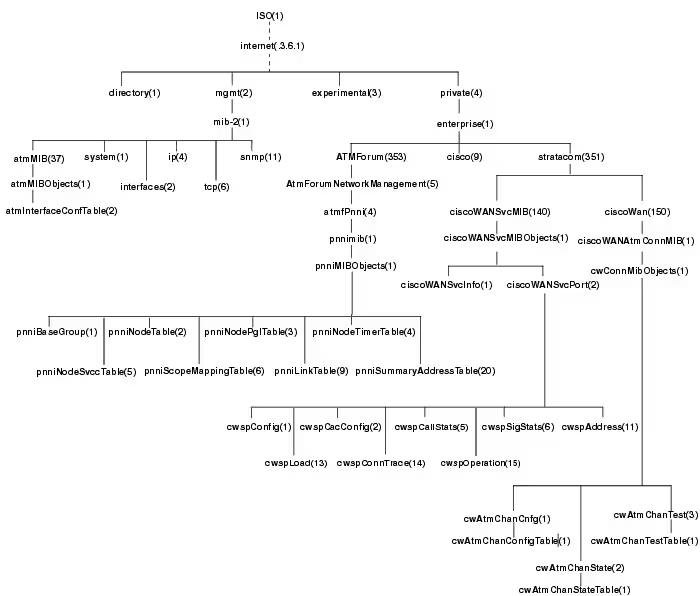 ISO(1)
internet(.3.6.1)
directory(1) mgmt(2) experimental(3) private(4)
mib-2(1) enterprise(1)
atmMIB(37) system(1) ip(4) snmp(11) ATMForum(353) cisco(9) stratacom(351)
atmMIBObjects(1) interfaces(2) tcp(6) AtmForumNetworkManagement(5)
atmInterfaceConfTable(2) atmfPnni(4) ciscoWANSvcMIB(140) ciscoWan(150)
pnnimib(1) ciscoWANSvcMIBObjects(1) ciscoWANAtmConnMIB(1)
pnniMIBObjects(1) cwConnMibObjects(1)
ciscoWANSvcInfo(1) ciscoWANSvcPort(2)
pnniBaseGroup(1) pnniNodeTable(2) pnniNodePglTable(3) pnniNodeTimerTable(4)
pnniNodeSvccTable(5) pnniScopeMappingTable(6) pnniLinkTable(9) pnniSummaryAddressTable(20)
cwspConfig(1) cwspCacConfig(2) cwspCallStats(5) cwspSigStats(6) cwspAddress(11)
cwspLoad(13) cwspConnTrace(14) cwspOperation(15)
cwAtmChanCnfg(1) cwAtmChanTest(3)
cwAtmChanConfigTable(1) cwAtmChanTestTable(1)
cwAtmChanState(2)
cwAtmChanStateTable(1)